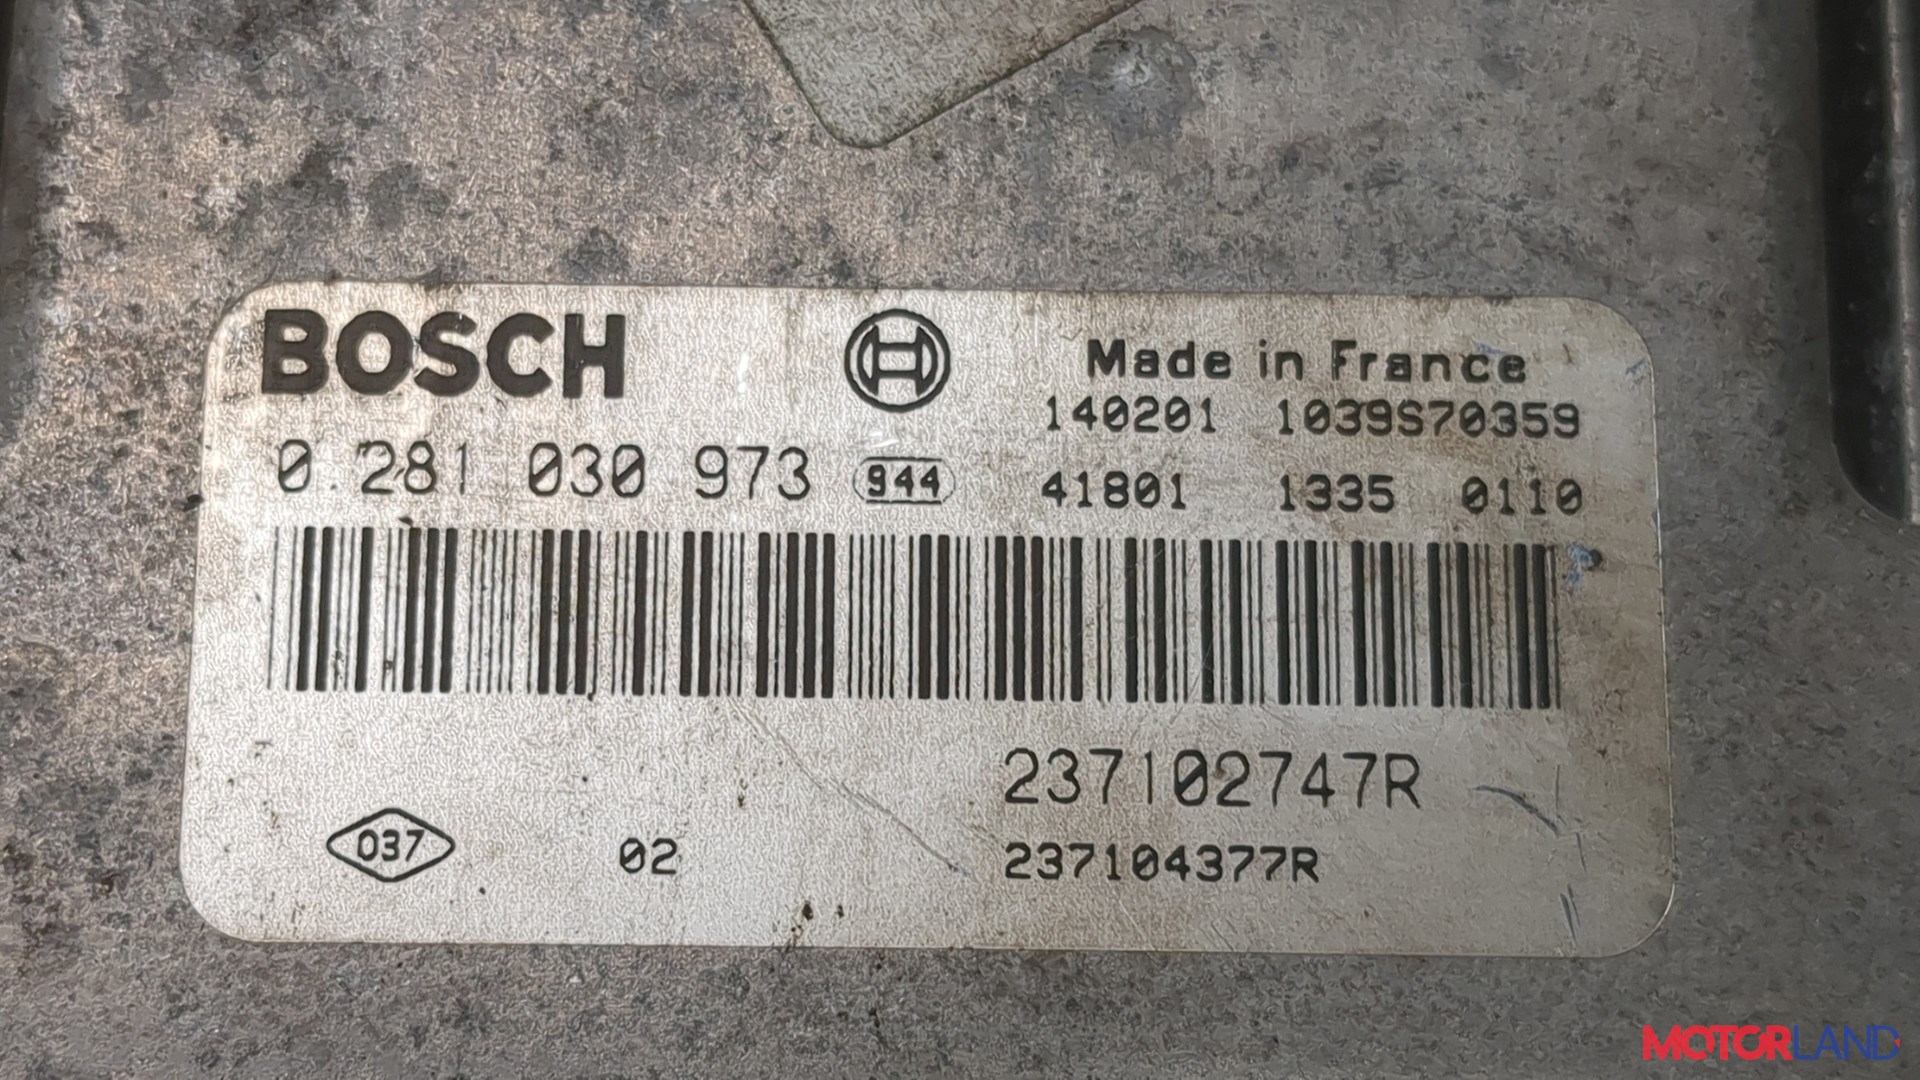 BOSCH
Made in France
140201 1039S70359
0 281 030 973 944 41801 1335 0110
237102747R
037 02 237104377R
MOTORLAND